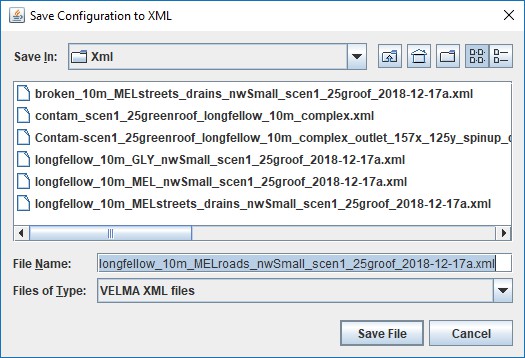 Save Configuration to XML
Save In: Xml
broken_10m_MELstreets_drains_nwSmall_scen1_25groof_2018-12-17a.xml
contam_scen1_25greenroof_longfellow_10m_complex.xml
Contam-scen1_25greenroof_longfellow_10m_complex_outlet_157x_125y_spinup_c
longfellow_10m_GLY_nwSmall_scen1_25groof_2018-12-17a.xml
longfellow_10m_MEL_nwSmall_scen1_25groof_2018-12-17a.xml
longfellow_10m_MELstreets_drains_nwSmall_scen1_25groof_2018-12-17a.xml
File Name: longfellow_10m_MELroads_nwSmall_scen1_25groof_2018-12-17a.xml
Files of Type: VELMA XML files
Save File Cancel